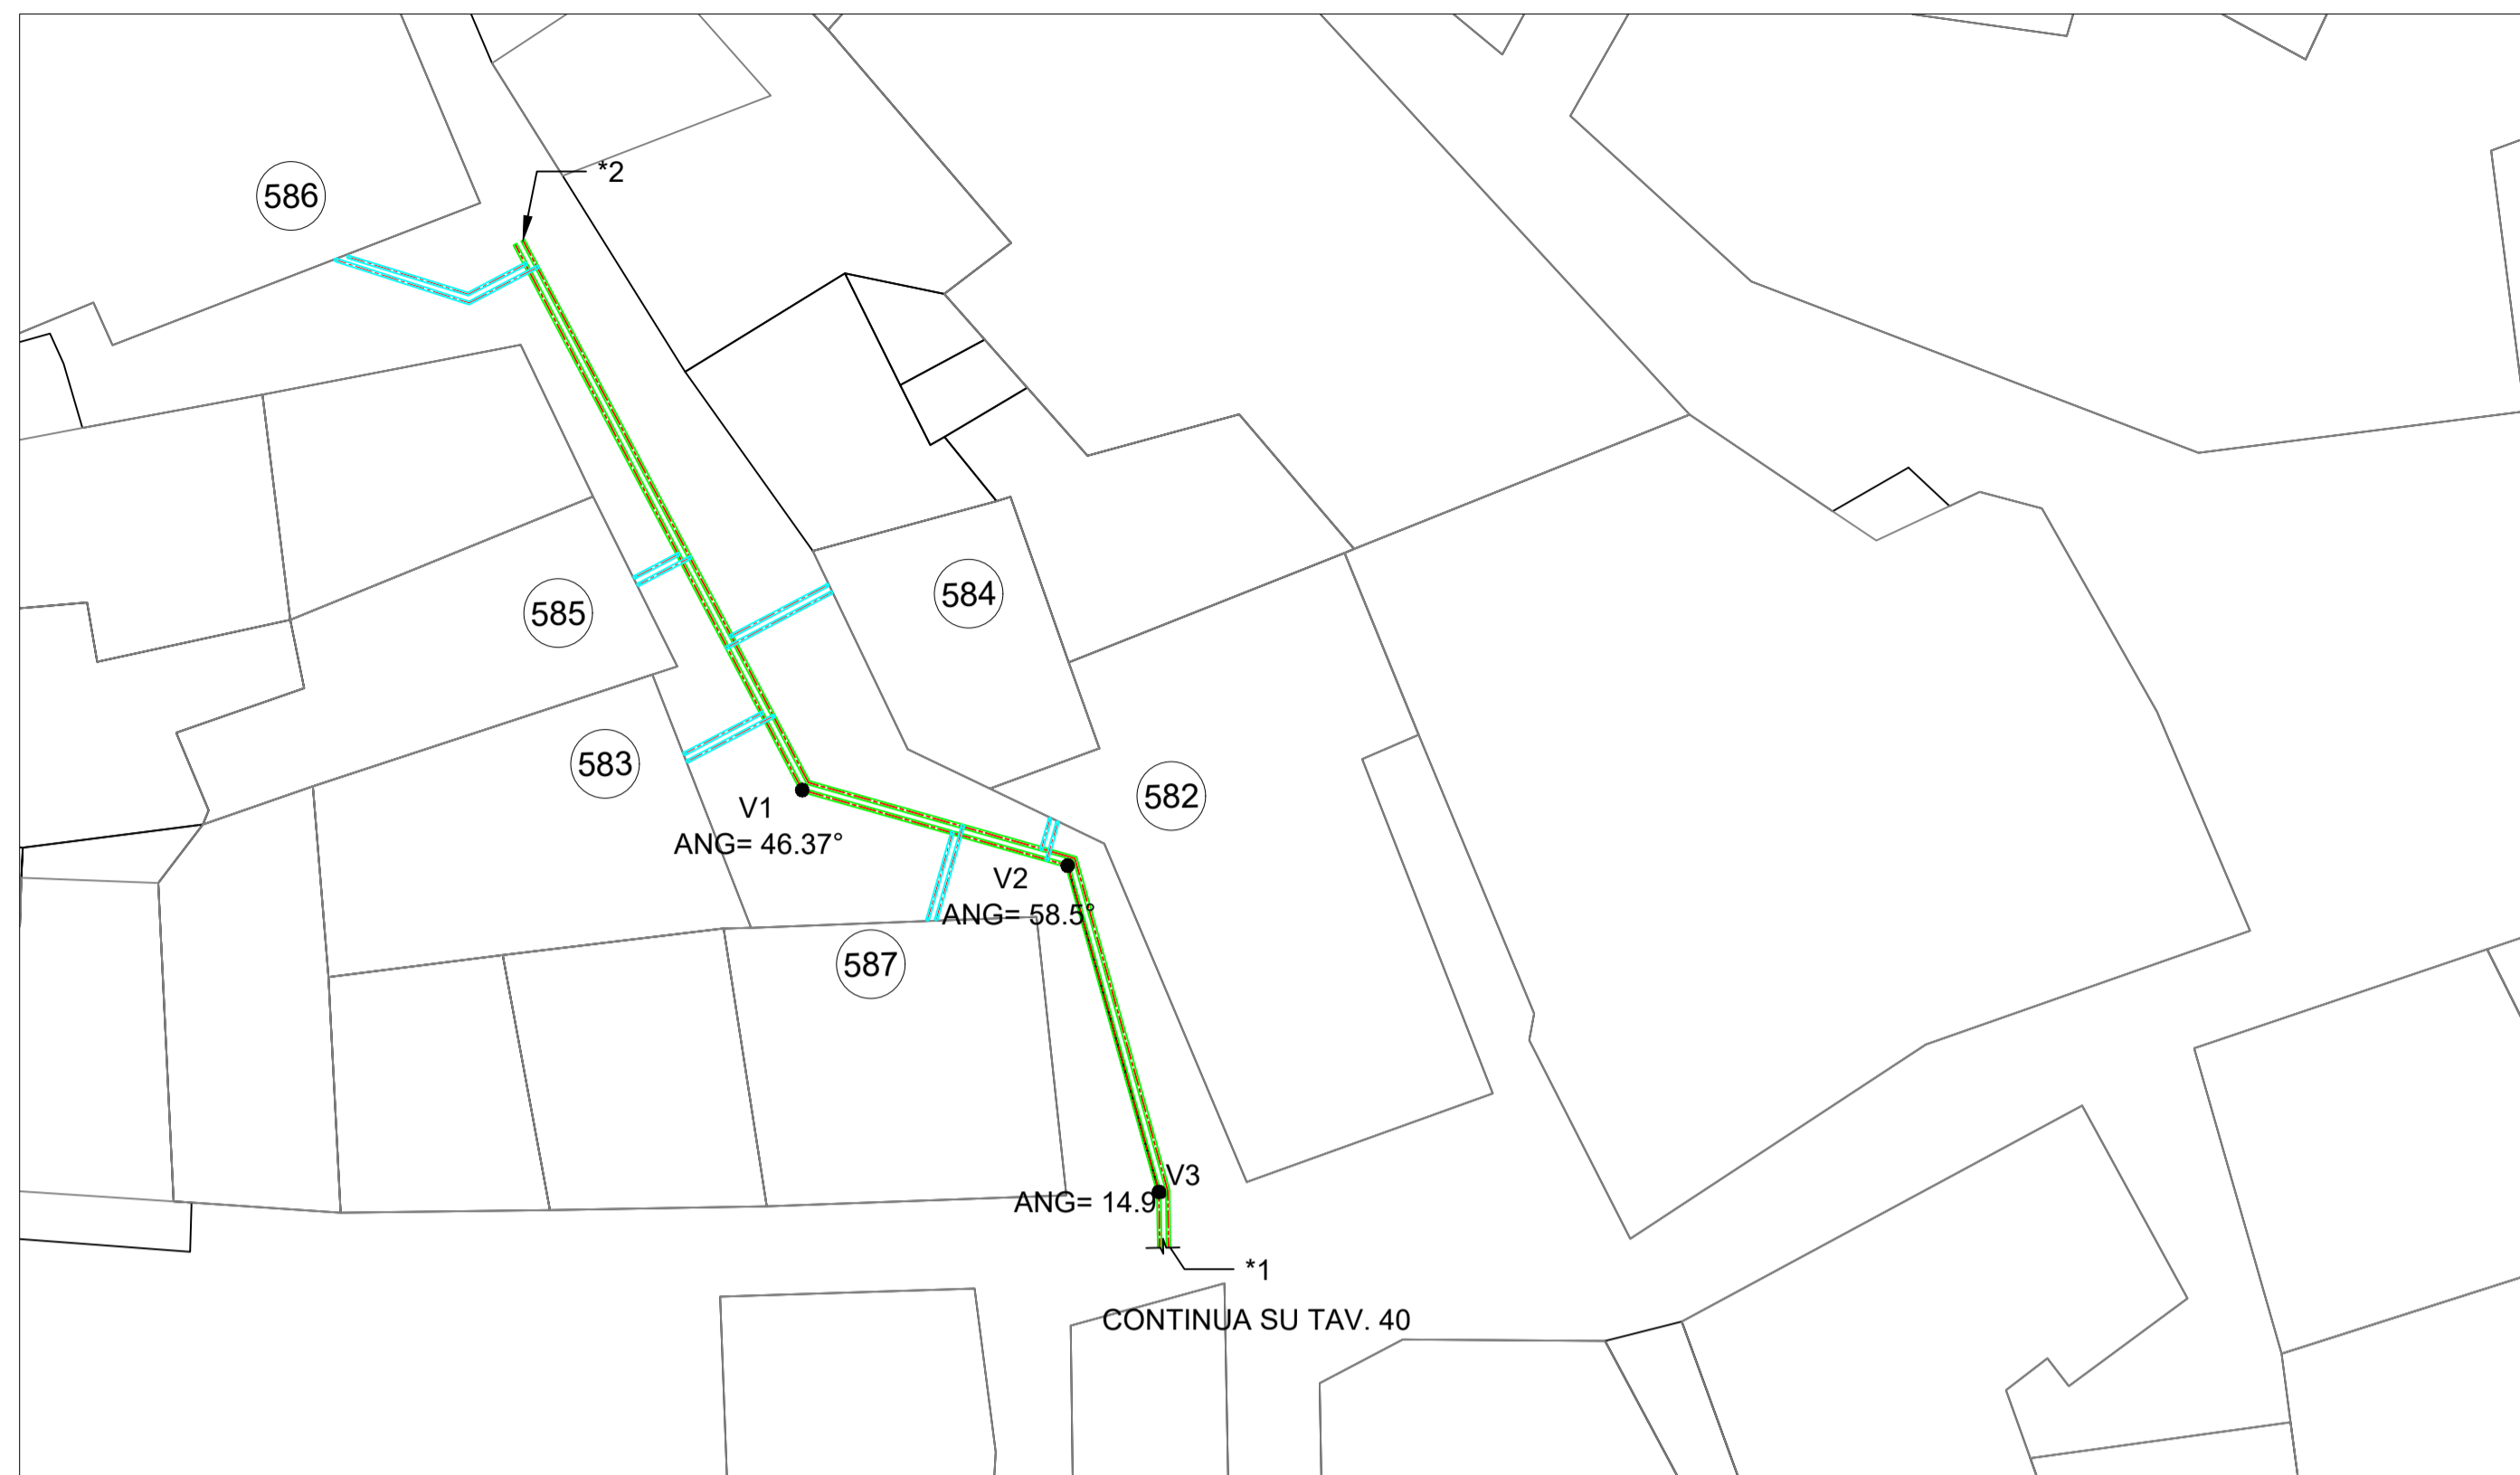 *2
586
584
585
583
582
V1
ANG= 46.37°
V2
ANG= 58.5°
587
V3
ANG= 14.9
*1
CONTINUA SU TAV. 40